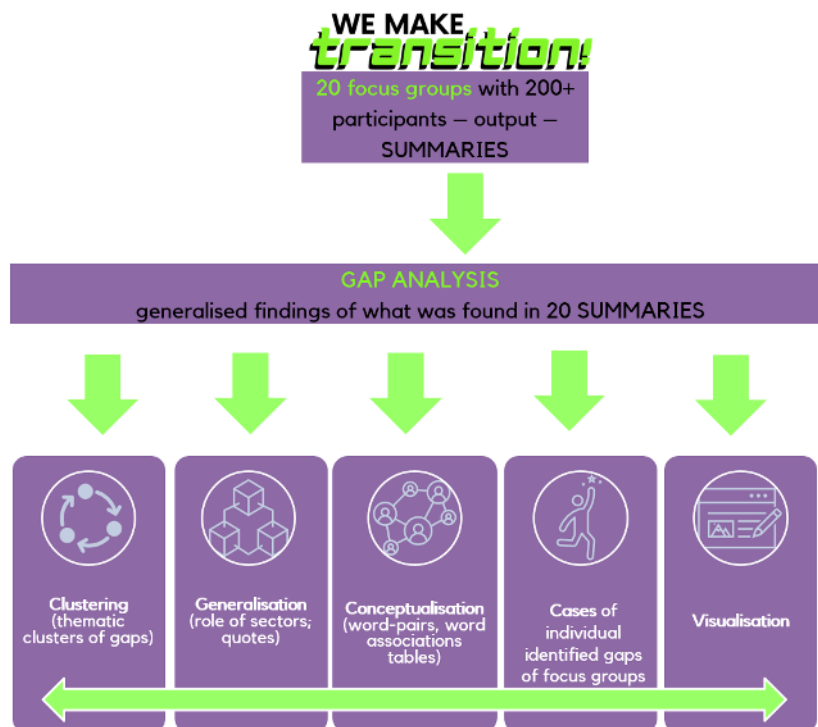 WE MAKE
transition!
20 focus groups with 200+
participants – output –
SUMMARIES
GAP ANALYSIS
generalised findings of what was found in 20 SUMMARIES
Clustering
(thematic
clusters of gaps)
Generalisation
(role of sectors;
quotes)
Conceptualisation
(word-pairs, word
associations
tables)
Cases of
individual
identified gaps
of focus groups
Visualisation